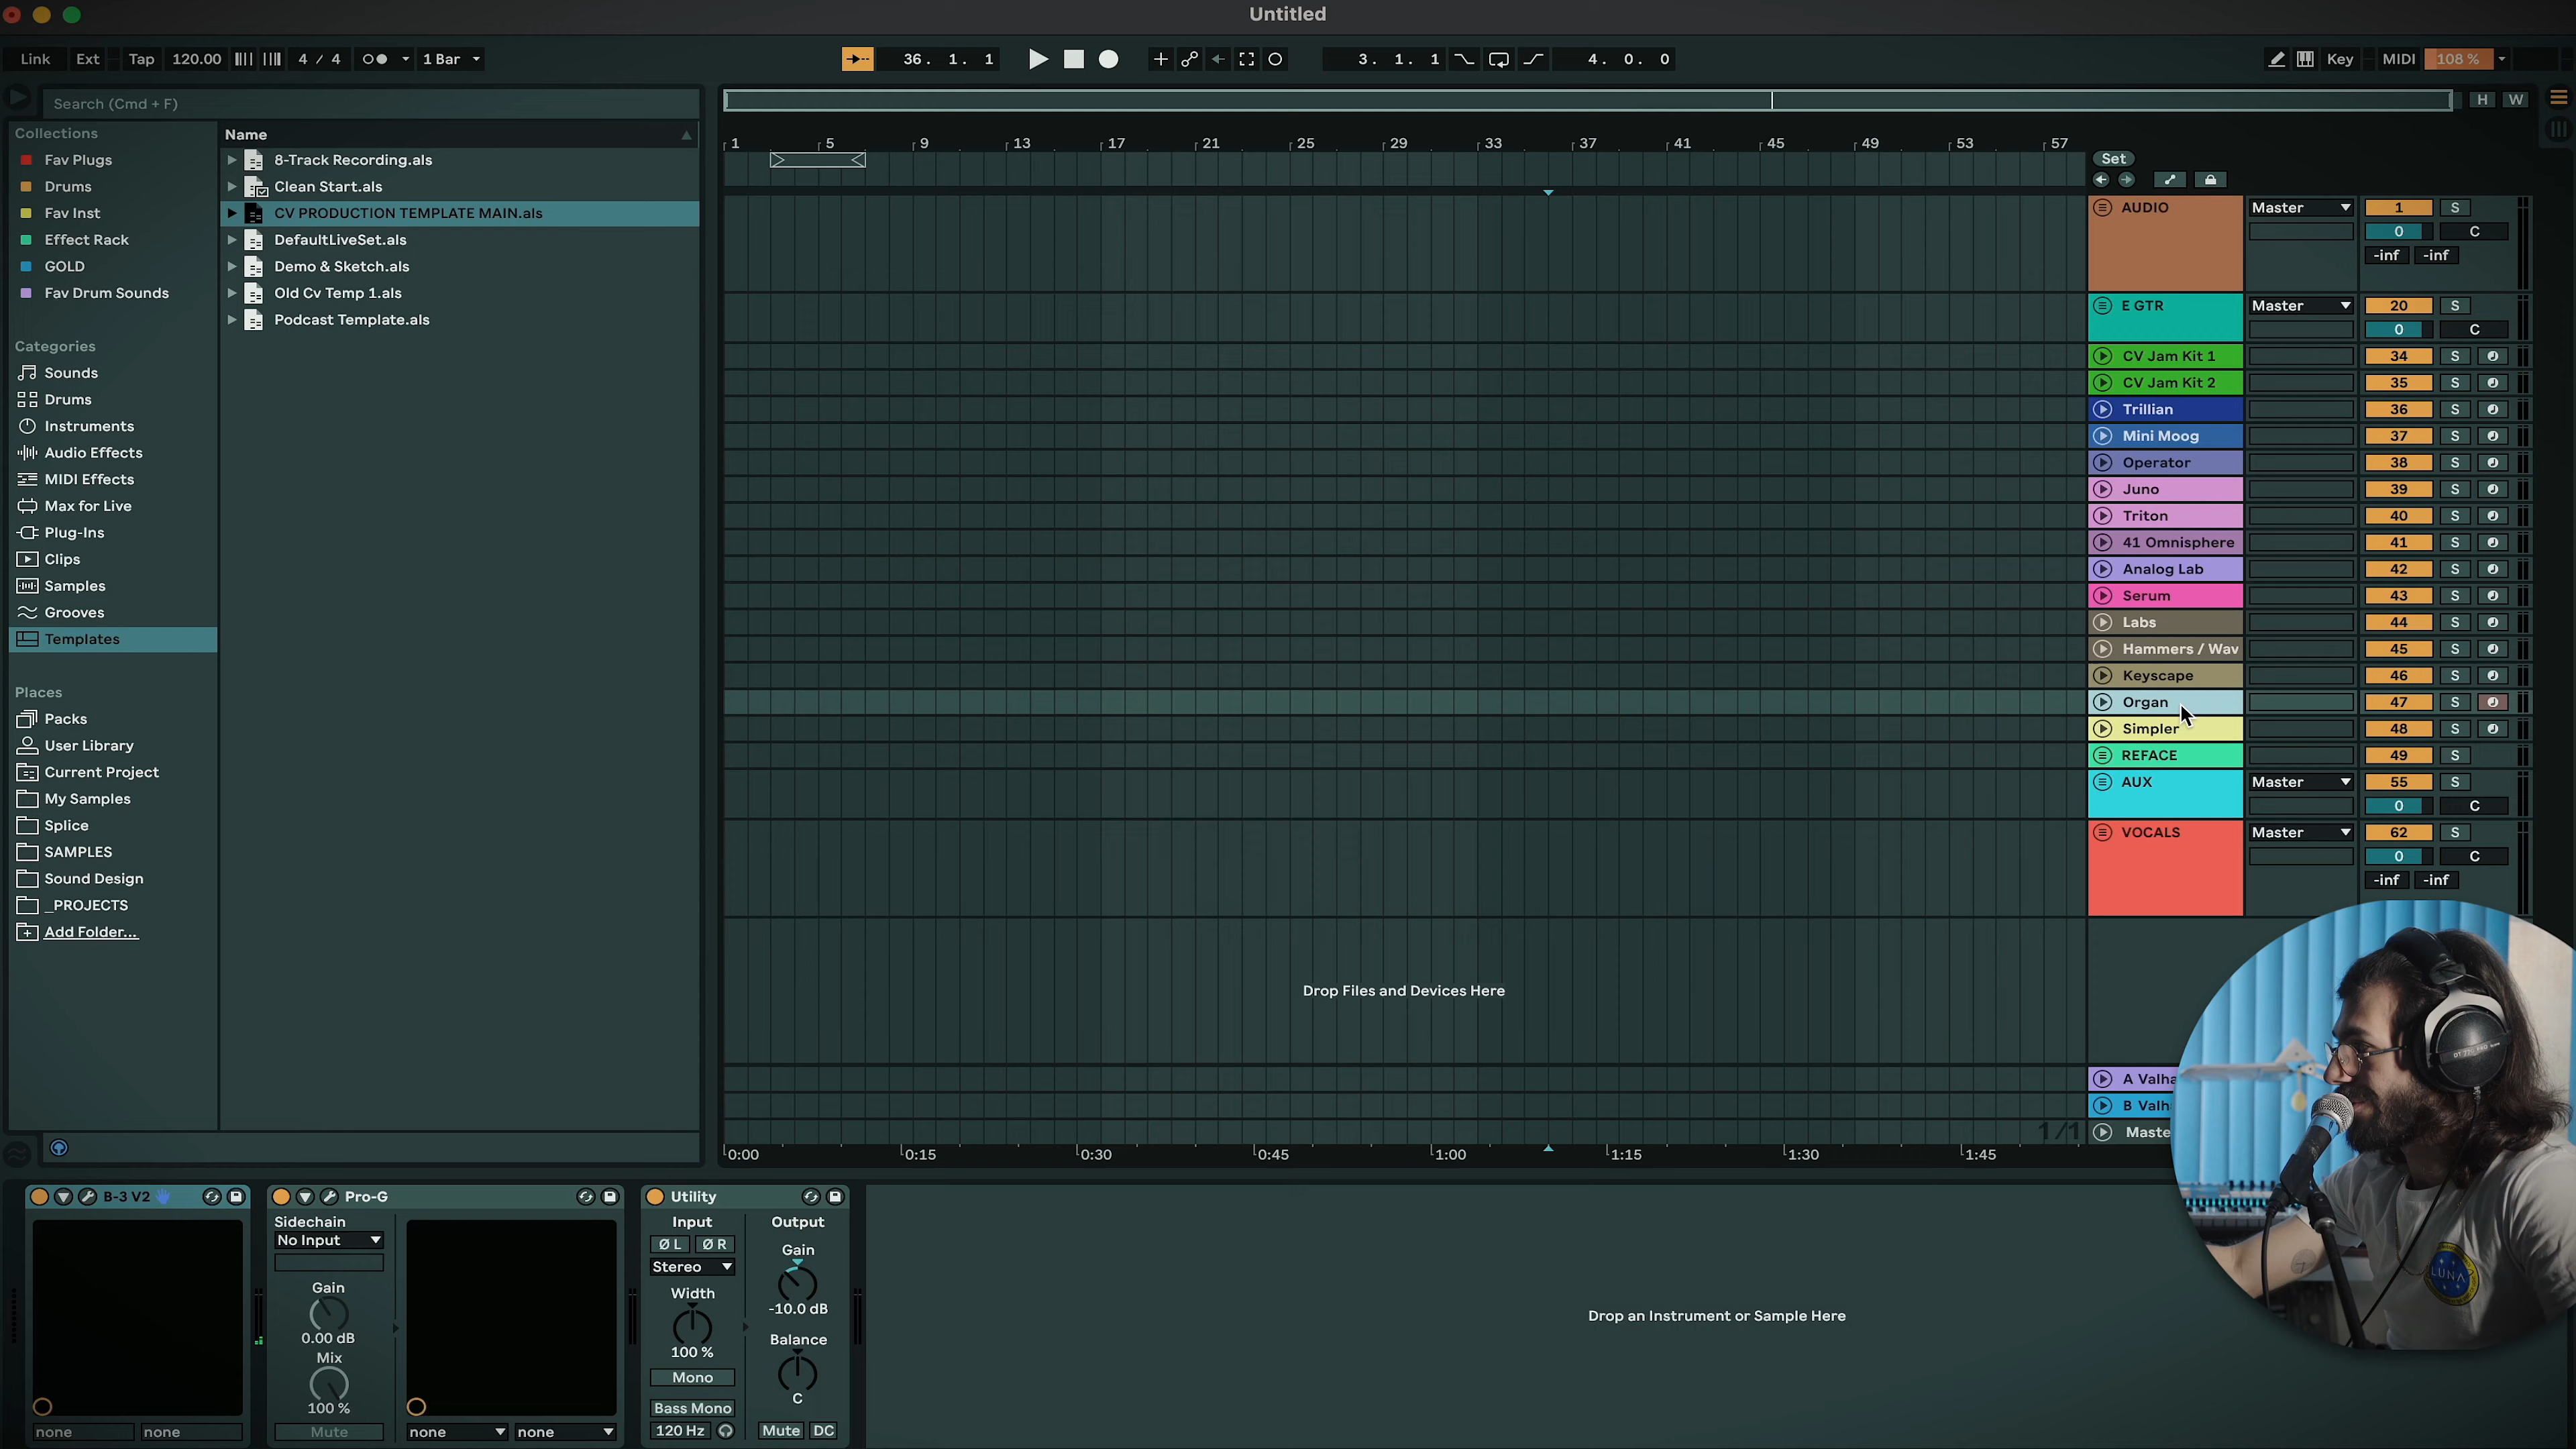 Untitled
Link Ext Tap 120.00 4 / 4 1 Bar 36. 1. 1 3. 1. 1 4. 0. 0 Key MIDI 108 %
Search (Cmd + F)
H W
Collections
Fav Plugs
Drums
Fav Inst
Effect Rack
GOLD
Fav Drum Sounds
Categories
Sounds
Drums
Instruments
Audio Effects
MIDI Effects
Max for Live
Plug-Ins
Clips
Samples
Grooves
Templates
Places
Packs
User Library
Current Project
My Samples
Splice
SAMPLES
Sound Design
_PROJECTS
Add Folder...
Name
8-Track Recording.als
Clean Start.als
CV PRODUCTION TEMPLATE MAIN.als
DefaultLiveSet.als
Demo & Sketch.als
Old Cv Temp 1.als
Podcast Template.als
1 5 9 13 17 21 25 29 33 37 41 45 49 53 57
Set
AUDIO Master 1 S
0 C
-inf -inf
E GTR Master 20 S
0 C
CV Jam Kit 1 34 S
CV Jam Kit 2 35 S
Trillian 36 S
Mini Moog 37 S
Operator 38 S
Juno 39 S
Triton 40 S
41 Omnisphere 41 S
Analog Lab 42 S
Serum 43 S
Labs 44 S
Hammers / Wav 45 S
Keyscape 46 S
Organ 47 S
Simpler 48 S
REFACE 49 S
AUX Master 55 S
0 C
VOCALS Master 62 S
0 C
-inf -inf
Drop Files and Devices Here
A Valha
B Valh
1/1 Maste
0:00 0:15 0:30 0:45 1:00 1:15 1:30 1:45
B-3 V2
none none
Pro-G
Sidechain
No Input
Gain
0.00 dB
Mix
100 %
Mute
none none
Utility
Input Output
Ø L Ø R
Gain
Stereo
Width
-10.0 dB
Balance
100 %
Mono
C
Bass Mono
120 Hz Mute DC
Drop an Instrument or Sample Here
LUNA